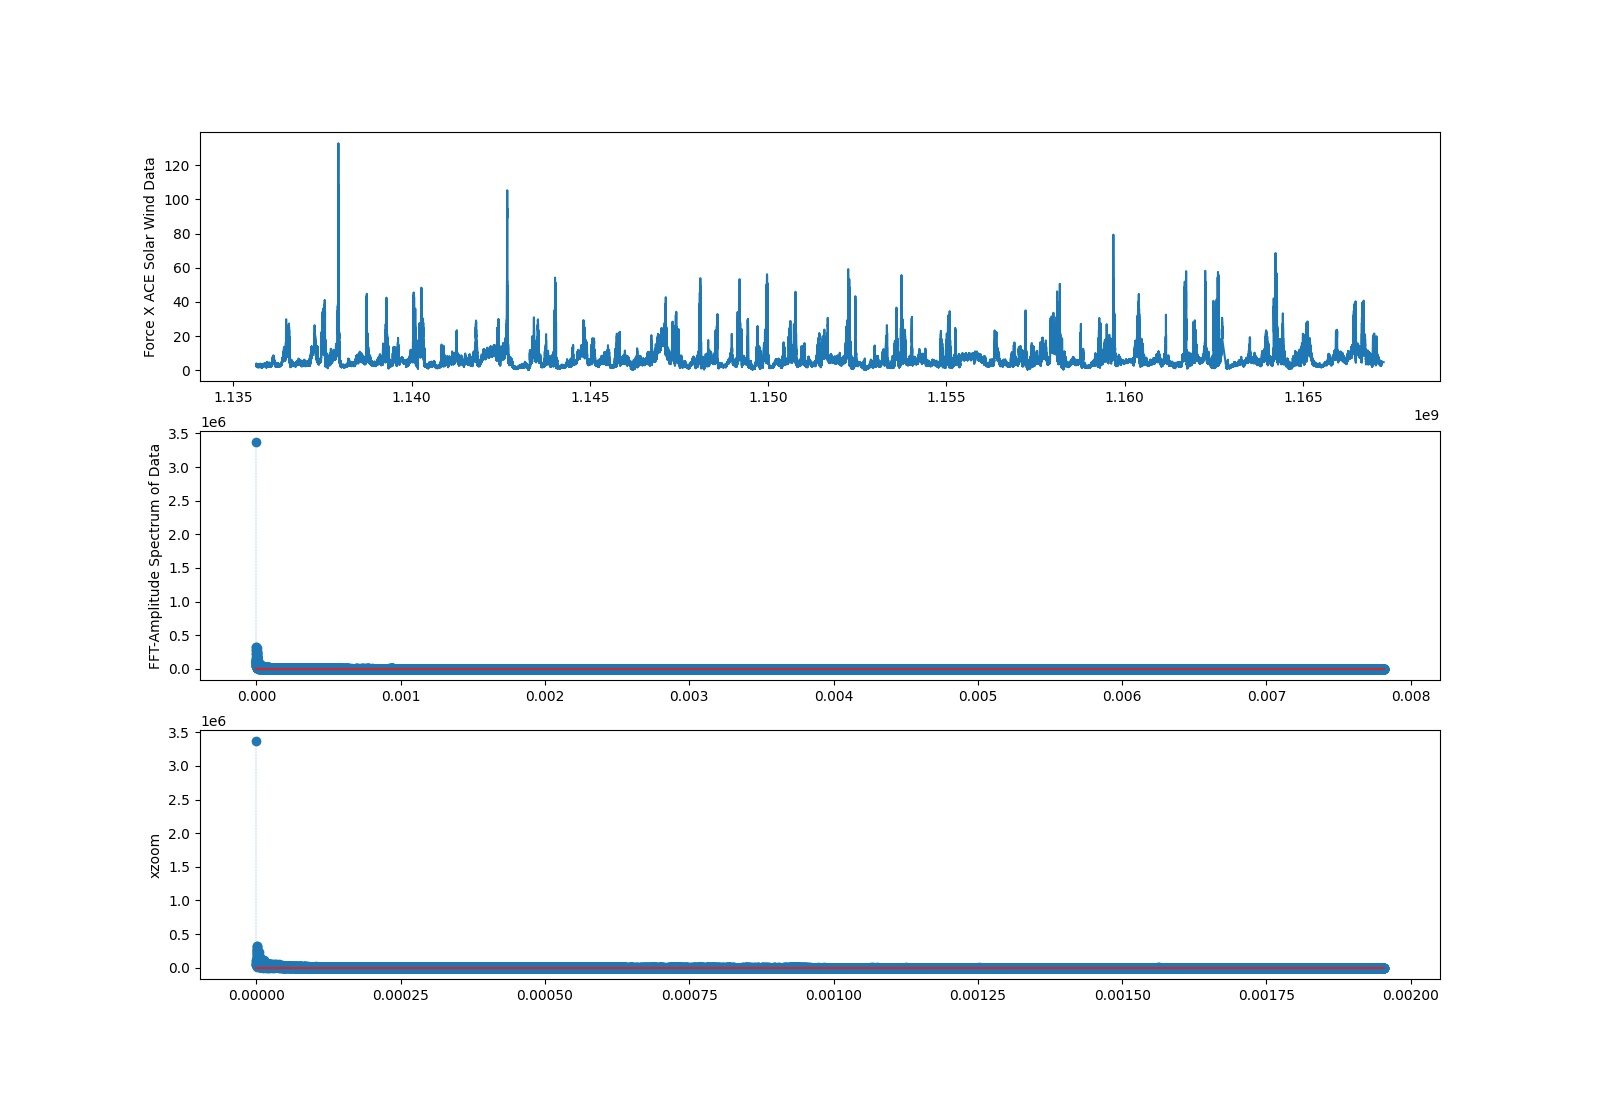 Force X ACE Solar Wind Data
120
100
80
60
40
20
0
1.135 1.140 1.145 1.150 1.155 1.160 1.165
1e9
1e6
FFT-Amplitude Spectrum of Data
3.5
3.0
2.5
2.0
1.5
1.0
0.5
0.0
0.000 0.001 0.002 0.003 0.004 0.005 0.006 0.007 0.008
1e6
xzoom
3.5
3.0
2.5
2.0
1.5
1.0
0.5
0.0
0.00000 0.00025 0.00050 0.00075 0.00100 0.00125 0.00150 0.00175 0.00200